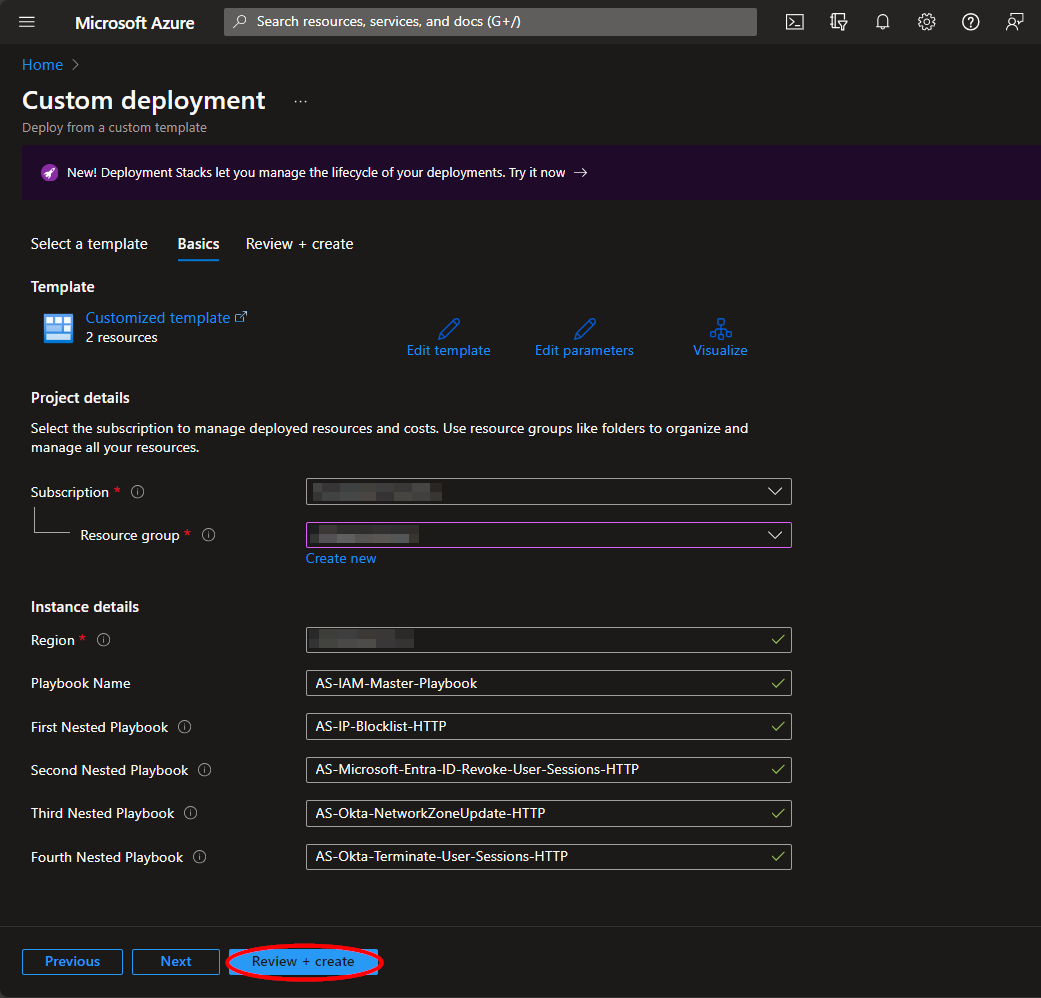 Microsoft Azure
Search resources, services, and docs (G+/)
Home
Custom deployment
Deploy from a custom template
New! Deployment Stacks let you manage the lifecycle of your deployments. Try it now →
Select a template
Basics
Review + create
Template
Customized template
2 resources
Edit template
Edit parameters
Visualize
Project details
Select the subscription to manage deployed resources and costs. Use resource groups like folders to organize and
manage all your resources.
Subscription *
Resource group *
Create new
Instance details
Region *
Playbook Name
AS-IAM-Master-Playbook
First Nested Playbook
AS-IP-Blocklist-HTTP
Second Nested Playbook
AS-Microsoft-Entra-ID-Revoke-User-Sessions-HTTP
Third Nested Playbook
AS-Okta-NetworkZoneUpdate-HTTP
Fourth Nested Playbook
AS-Okta-Terminate-User-Sessions-HTTP
Previous
Next
Review + create